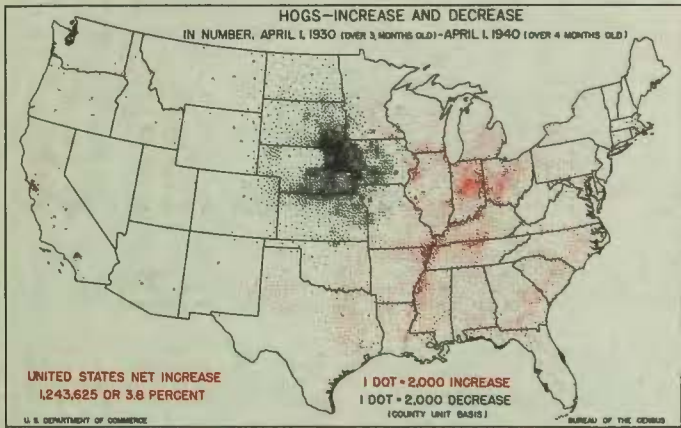 HOGS-INCREASE AND DECREASE
IN NUMBER, APRIL 1, 1930 (OVER 3 MONTHS OLD)-APRIL 1, 1940 (OVER 4 MONTHS OLD)
UNITED STATES NET INCREASE
1,243,625 OR 3.8 PERCENT
1 DOT = 2,000 INCREASE
1 DOT = 2,000 DECREASE
(COUNTY UNIT BASIS)
U. S. DEPARTMENT OF COMMERCE
BUREAU OF THE CENSUS